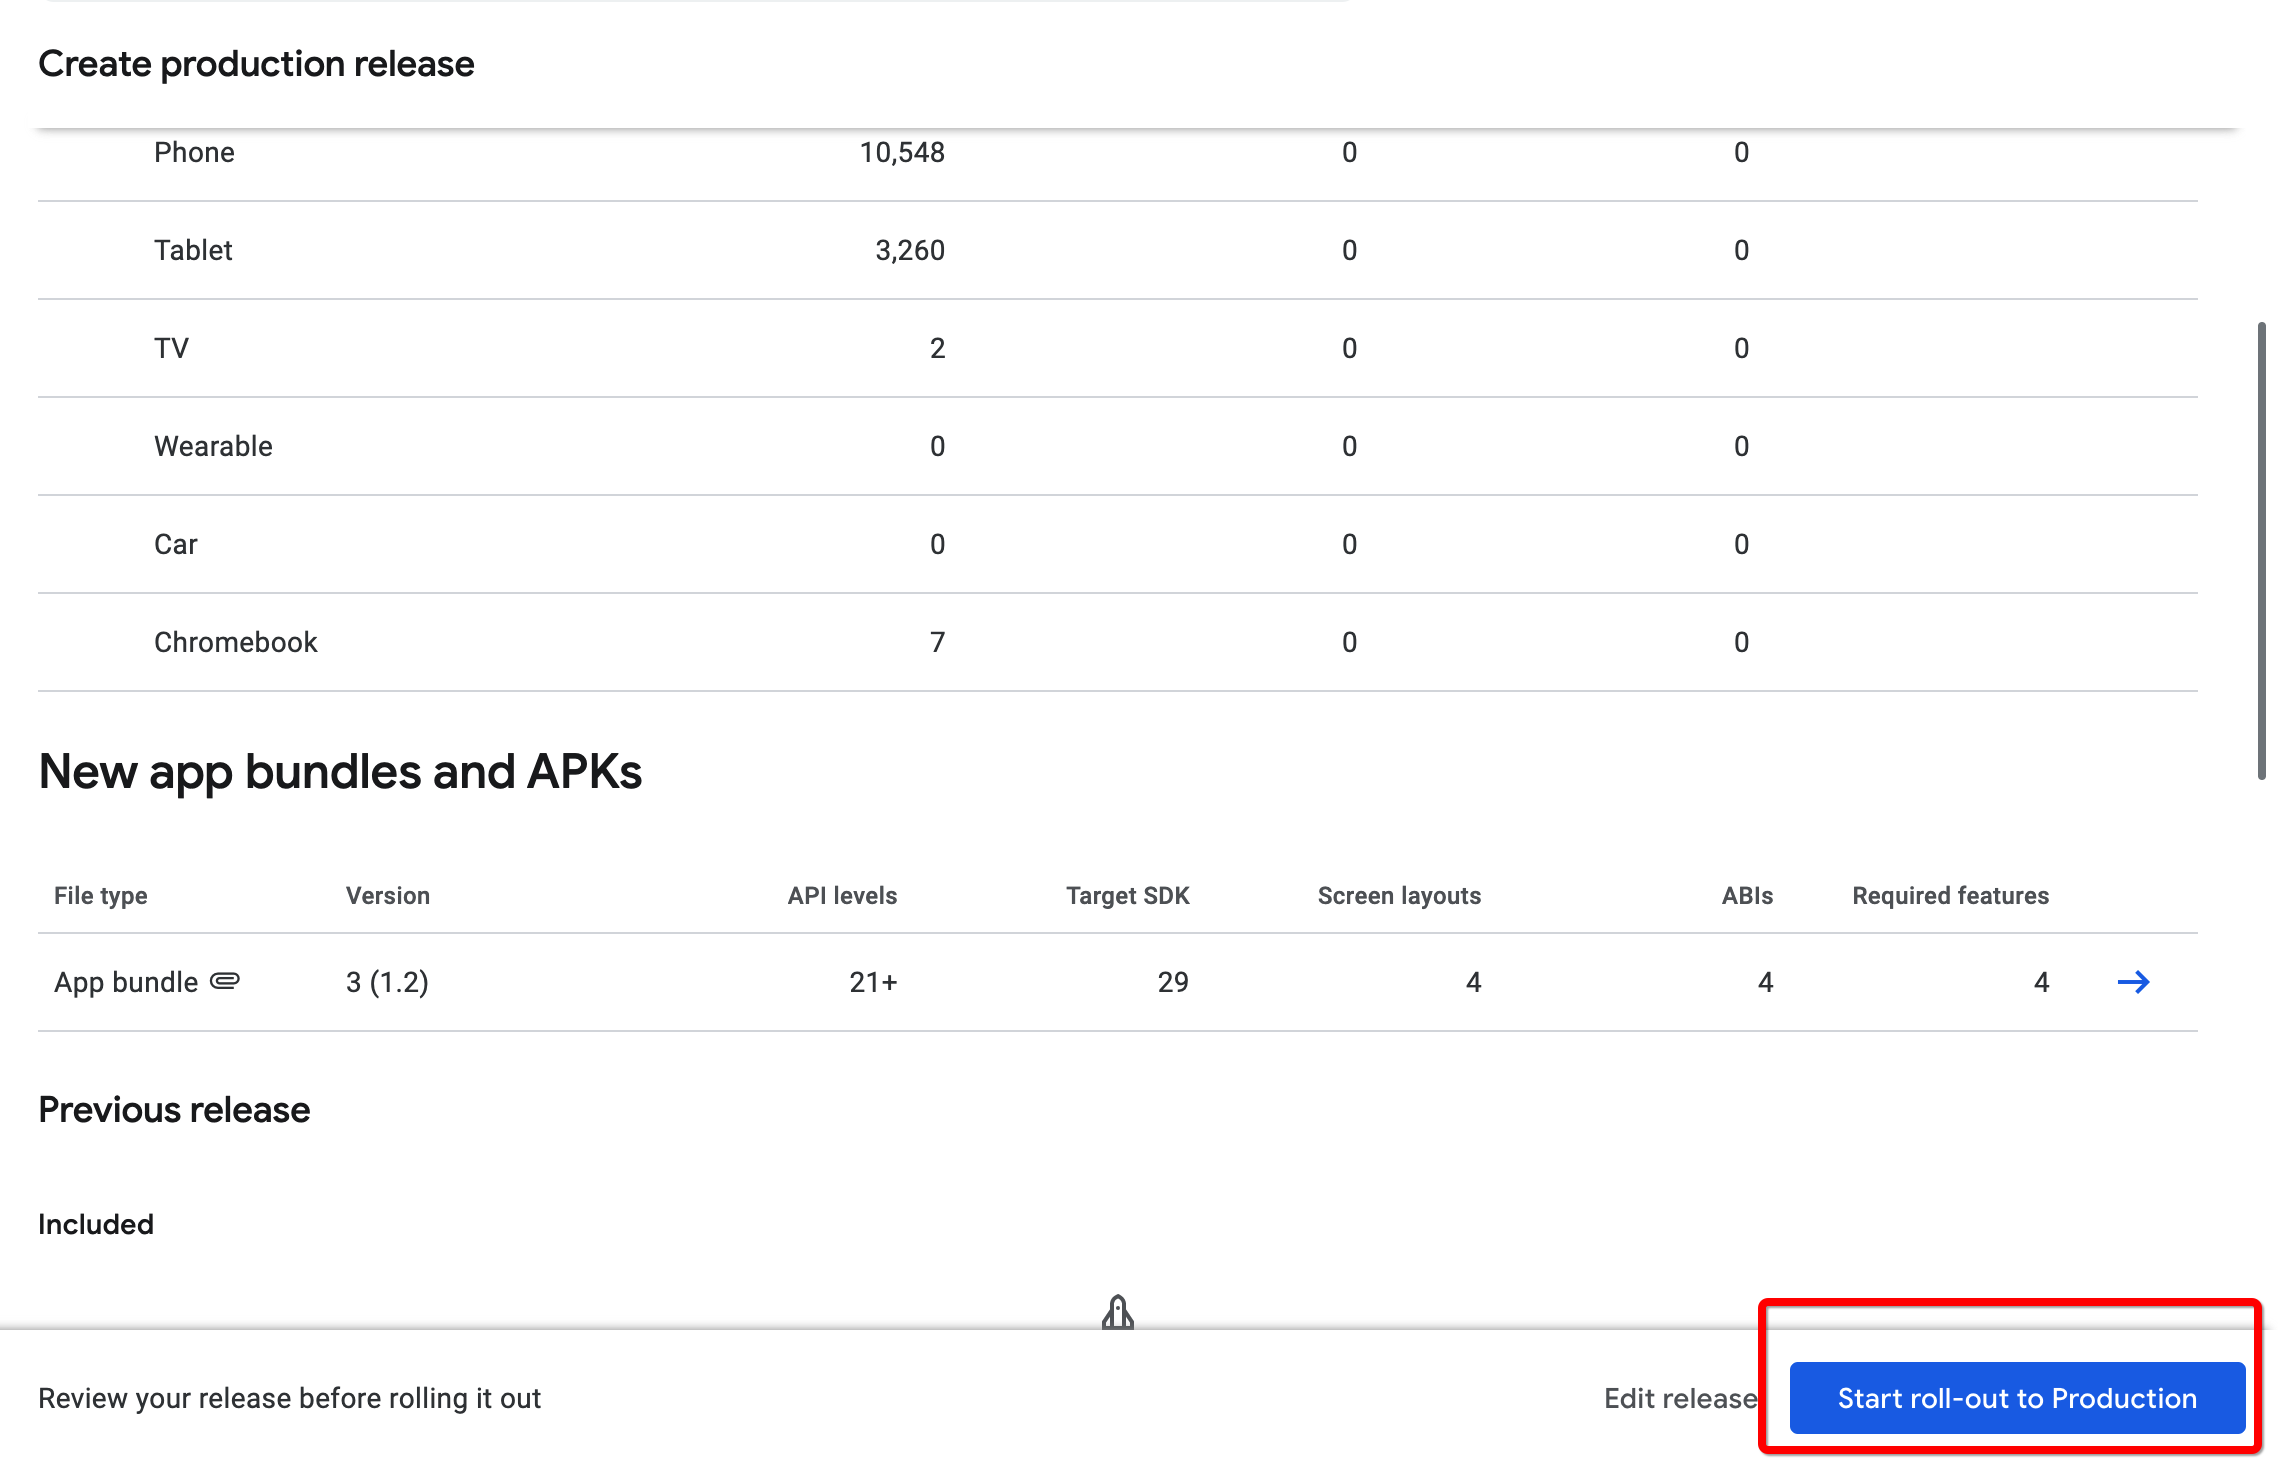 Create production release
Phone 10,548 0 0
Tablet 3,260 0 0
TV 2 0 0
Wearable 0 0 0
Car 0 0 0
Chromebook 7 0 0
New app bundles and APKs
File type Version API levels Target SDK Screen layouts ABIs Required features
App bundle 3 (1.2) 21+ 29 4 4 4
Previous release
Included
Review your release before rolling it out Edit release Start roll-out to Production